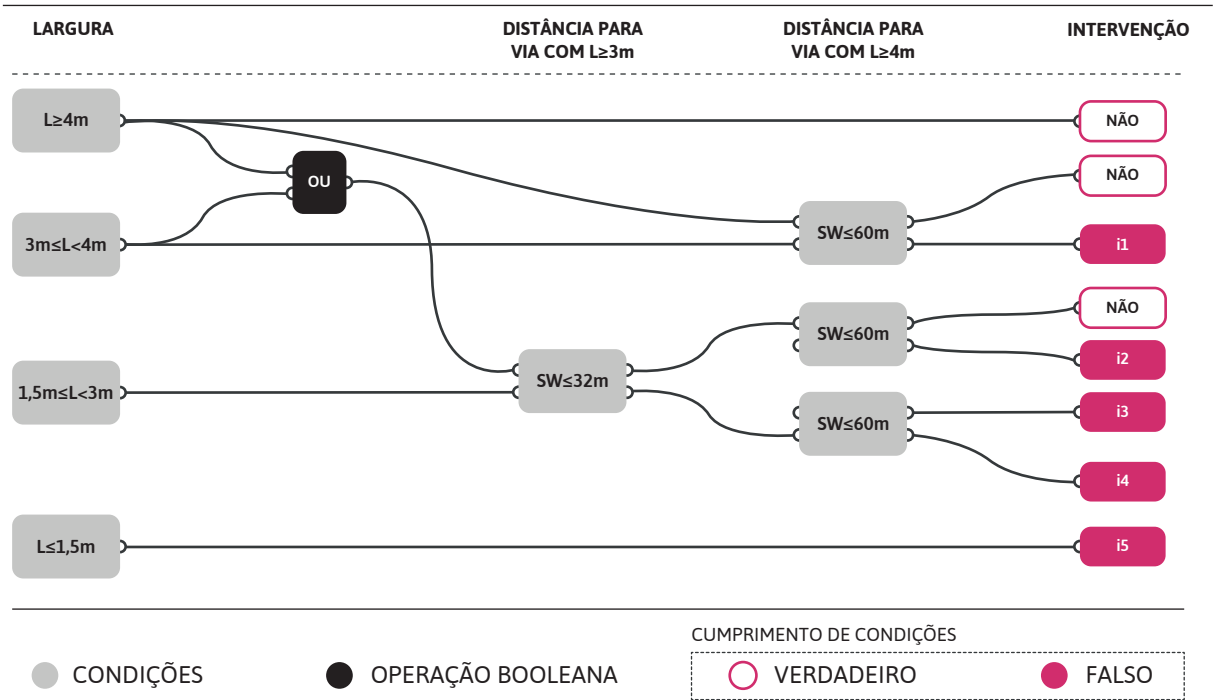 LARGURA
DISTÂNCIA PARA
VIA COM L≥3m
DISTÂNCIA PARA
VIA COM L≥4m
INTERVENÇÃO
L≥4m
NÃO
OU
NÃO
3m≤L<4m
SW≤60m
i1
NÃO
SW≤60m
i2
1,5m≤L<3m
SW≤32m
SW≤60m
i3
i4
L≤1,5m
i5
CUMPRIMENTO DE CONDIÇÕES
CONDIÇÕES
OPERAÇÃO BOOLEANA
VERDADEIRO
FALSO